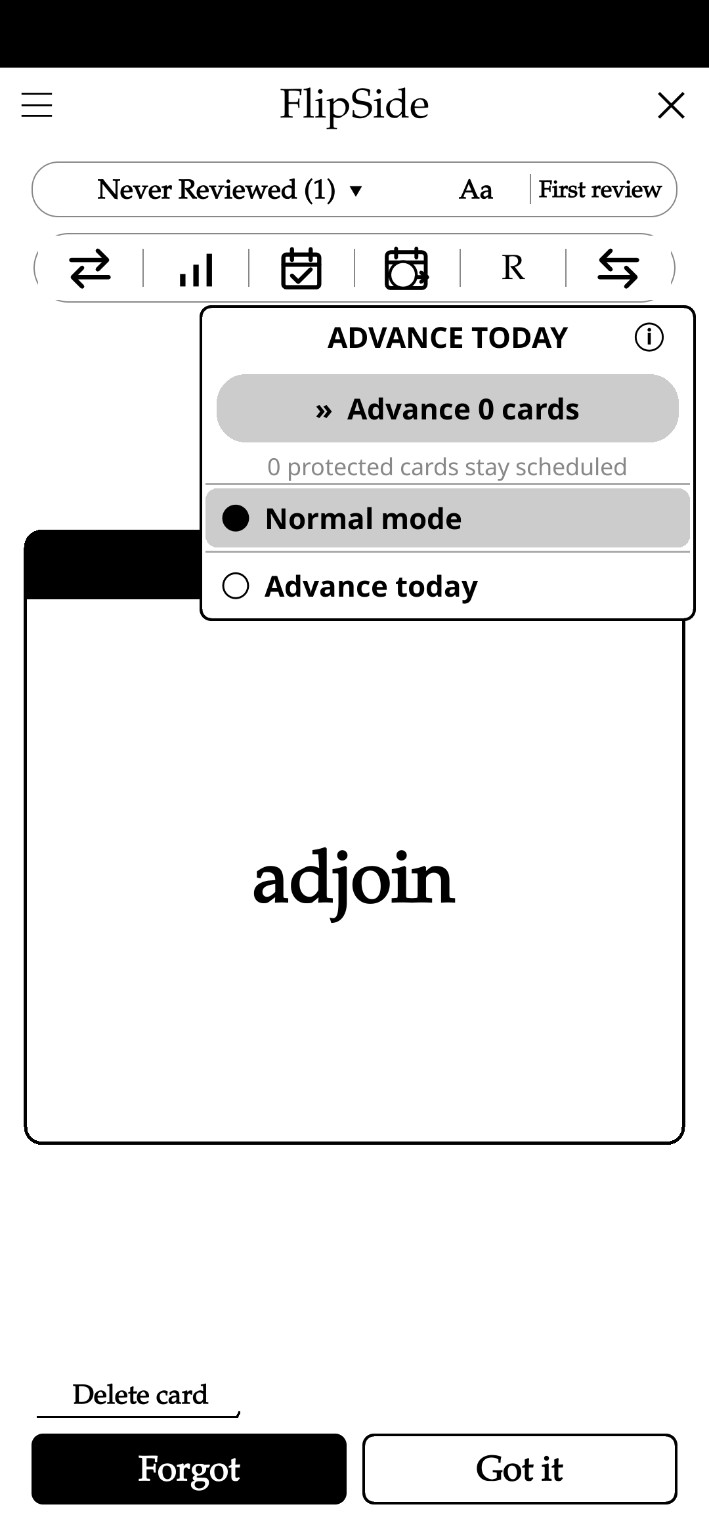 FlipSide
Never Reviewed (1) ▼ Aa First review
R
ADVANCE TODAY
» Advance 0 cards
0 protected cards stay scheduled
Normal mode
Advance today
adjoin
Delete card
Forgot Got it